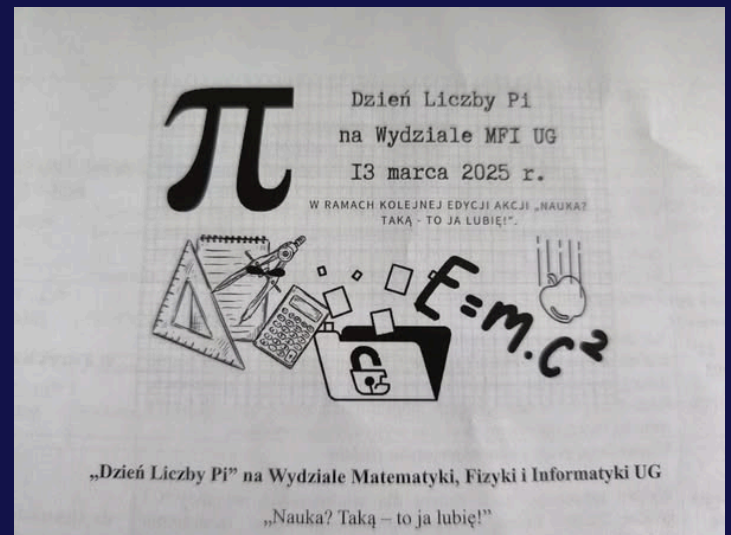 π
Dzień Liczby Pi
na Wydziale MFI UG
13 marca 2025 r.
W RAMACH KOLEJNEJ EDYCJI AKCJI „NAUKA?
TAKĄ - TO JA LUBIĘ!”.
E=m.c²
„Dzień Liczby Pi” na Wydziale Matematyki, Fizyki i Informatyki UG
„Nauka? Taką – to ja lubię!”